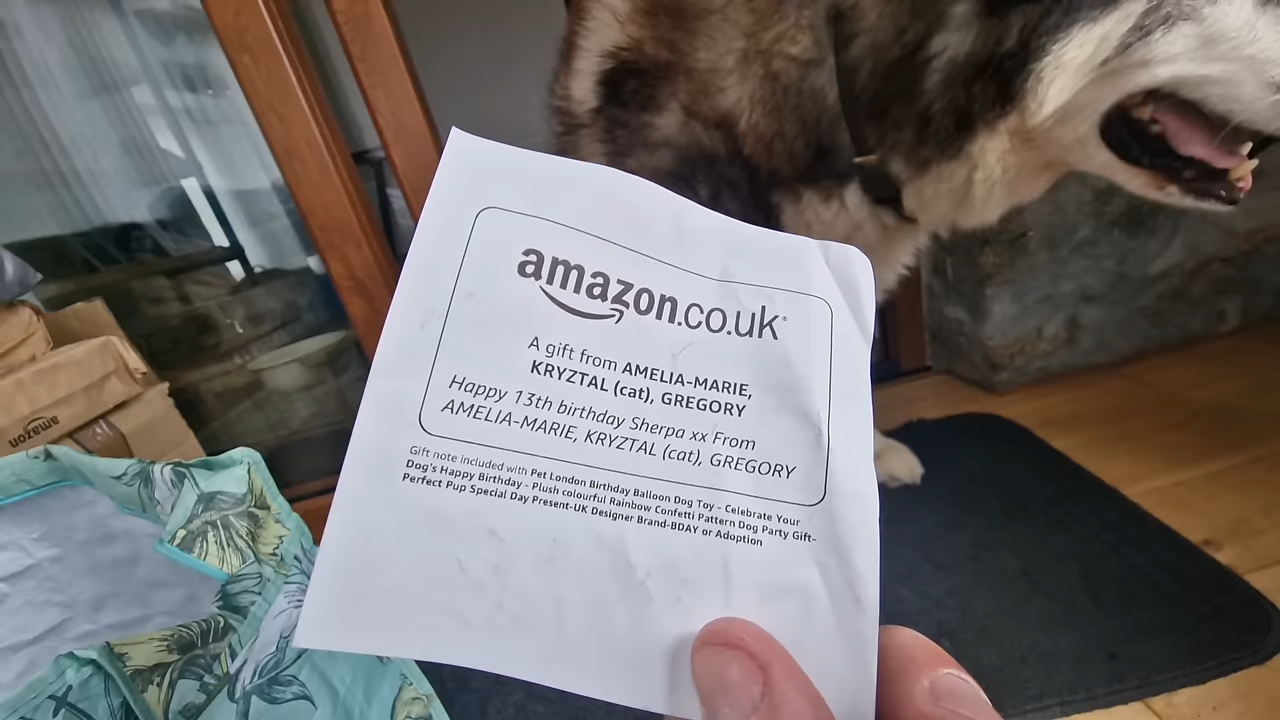 amazon.co.uk
A gift from AMELIA-MARIE,
KRYZTAL (cat), GREGORY
Happy 13th birthday Sherpa xx From
AMELIA-MARIE, KRYZTAL (cat), GREGORY
Gift note included with Pet London Birthday Balloon Dog Toy - Celebrate Your
Dog's Happy Birthday - Plush colourful Rainbow Confetti Pattern Dog Party Gift-
Perfect Pup Special Day Present-UK Designer Brand-BDAY or Adoption
amazon